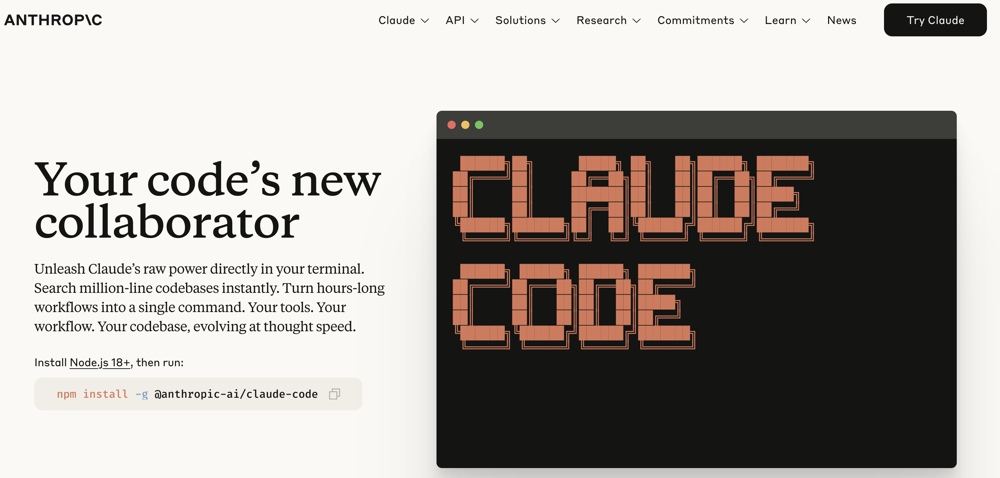 ANTHROP\C
Claude API Solutions Research Commitments Learn News Try Claude
Your code’s new
collaborator
Unleash Claude’s raw power directly in your terminal.
Search million-line codebases instantly. Turn hours-long
workflows into a single command. Your tools. Your
workflow. Your codebase, evolving at thought speed.
Install Node.js 18+, then run:
npm install -g @anthropic-ai/claude-code
CLAUDE
CODE